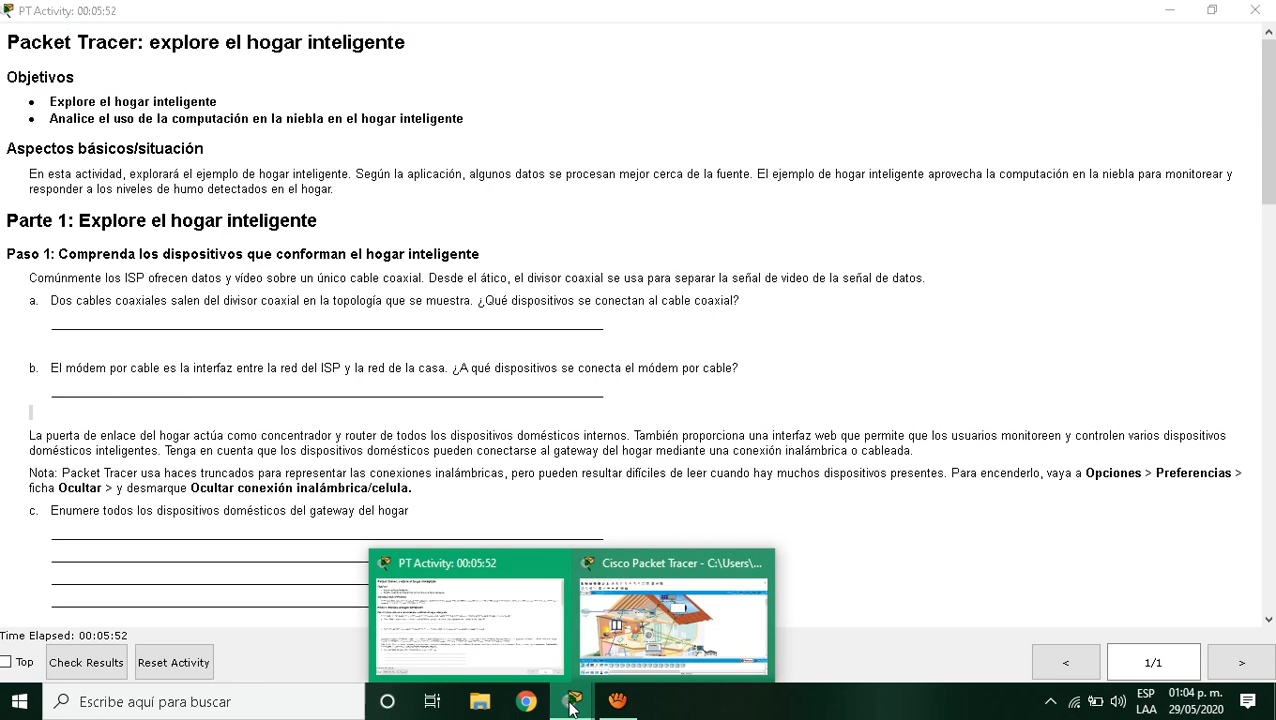 PT Activity: 00:05:52
Packet Tracer: explore el hogar inteligente
Objetivos
• Explore el hogar inteligente
• Analice el uso de la computación en la niebla en el hogar inteligente
Aspectos básicos/situación
En esta actividad, explorará el ejemplo de hogar inteligente. Según la aplicación, algunos datos se procesan mejor cerca de la fuente. El ejemplo de hogar inteligente aprovecha la computación en la niebla para monitorear y
responder a los niveles de humo detectados en el hogar.
Parte 1: Explore el hogar inteligente
Paso 1: Comprenda los dispositivos que conforman el hogar inteligente
Comúnmente los ISP ofrecen datos y vídeo sobre un único cable coaxial. Desde el ático, el divisor coaxial se usa para separar la señal de video de la señal de datos.
a. Dos cables coaxiales salen del divisor coaxial en la topología que se muestra. ¿Qué dispositivos se conectan al cable coaxial?
b. El módem por cable es la interfaz entre la red del ISP y la red de la casa. ¿A qué dispositivos se conecta el módem por cable?
La puerta de enlace del hogar actúa como concentrador y router de todos los dispositivos domésticos internos. También proporciona una interfaz web que permite que los usuarios monitoreen y controlen varios dispositivos
domésticos inteligentes. Tenga en cuenta que los dispositivos domésticos pueden conectarse al gateway del hogar mediante una conexión inalámbrica o cableada.
Nota: Packet Tracer usa haces truncados para representar las conexiones inalámbricas, pero pueden resultar difíciles de leer cuando hay muchos dispositivos presentes. Para encenderlo, vaya a Opciones > Preferencias >
ficha Ocultar > y desmarque Ocultar conexión inalámbrica/celula.
c. Enumere todos los dispositivos domésticos del gateway del hogar
PT Activity: 00:05:52
Cisco Packet Tracer - C:\Users\...
Time Elapsed: 00:05:52
Top
Check Results
Reset Activity
<
1/1
Escribe aquí para buscar
ESP
LAA
01:04 p. m.
29/05/2020